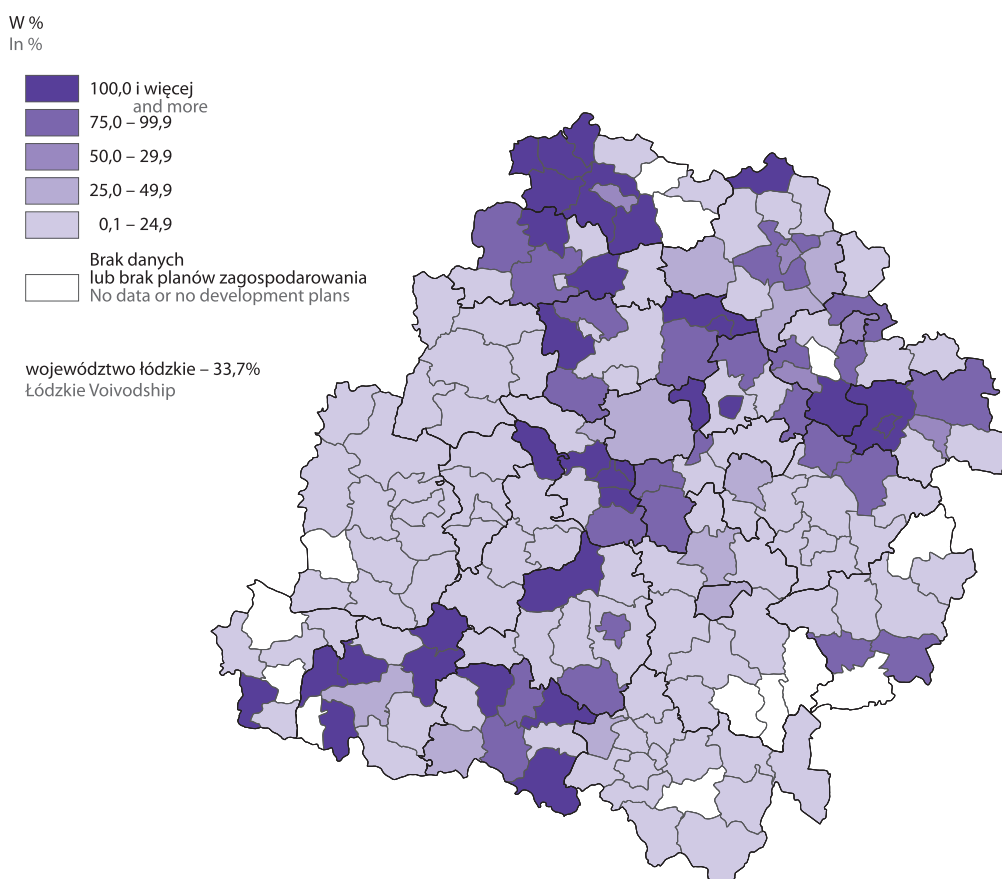 W %
In %
100,0 i więcej
and more
75,0 – 99,9
50,0 – 29,9
25,0 – 49,9
0,1 – 24,9
Brak danych
lub brak planów zagospodarowania
No data or no development plans
województwo łódzkie – 33,7%
Łódzkie Voivodship